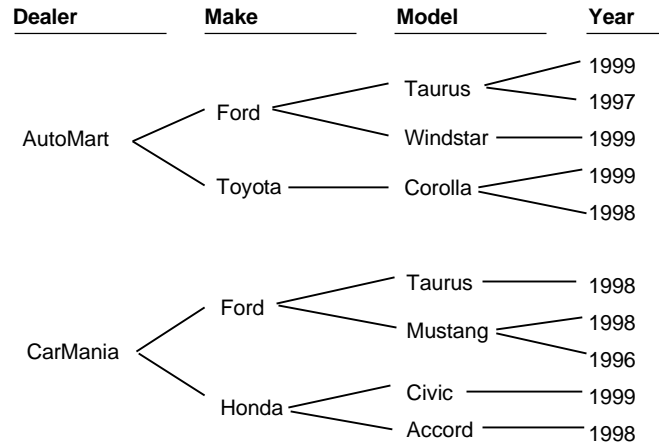 Dealer Make Model Year
1999
Taurus
1997
Ford
AutoMart Windstar 1999
1999
Toyota Corolla
1998
Taurus 1998
Ford
1998
Mustang
CarMania 1996
Civic 1999
Honda
Accord 1998